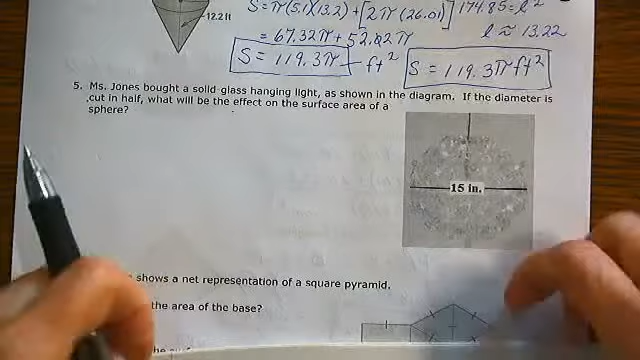 S = π(5.1)(13.2) + [2π(26.01)] 174.85 = l²
12.2 ft
= 67.32π + 52.02π
l ≈ 13.22
S = 119.3π ft²
S = 119.3π ft²
5. Ms. Jones bought a solid glass hanging light, as shown in the diagram. If the diameter is
cut in half, what will be the effect on the surface area of a
sphere?
15 in.
shows a net representation of a square pyramid.
the area of the base?